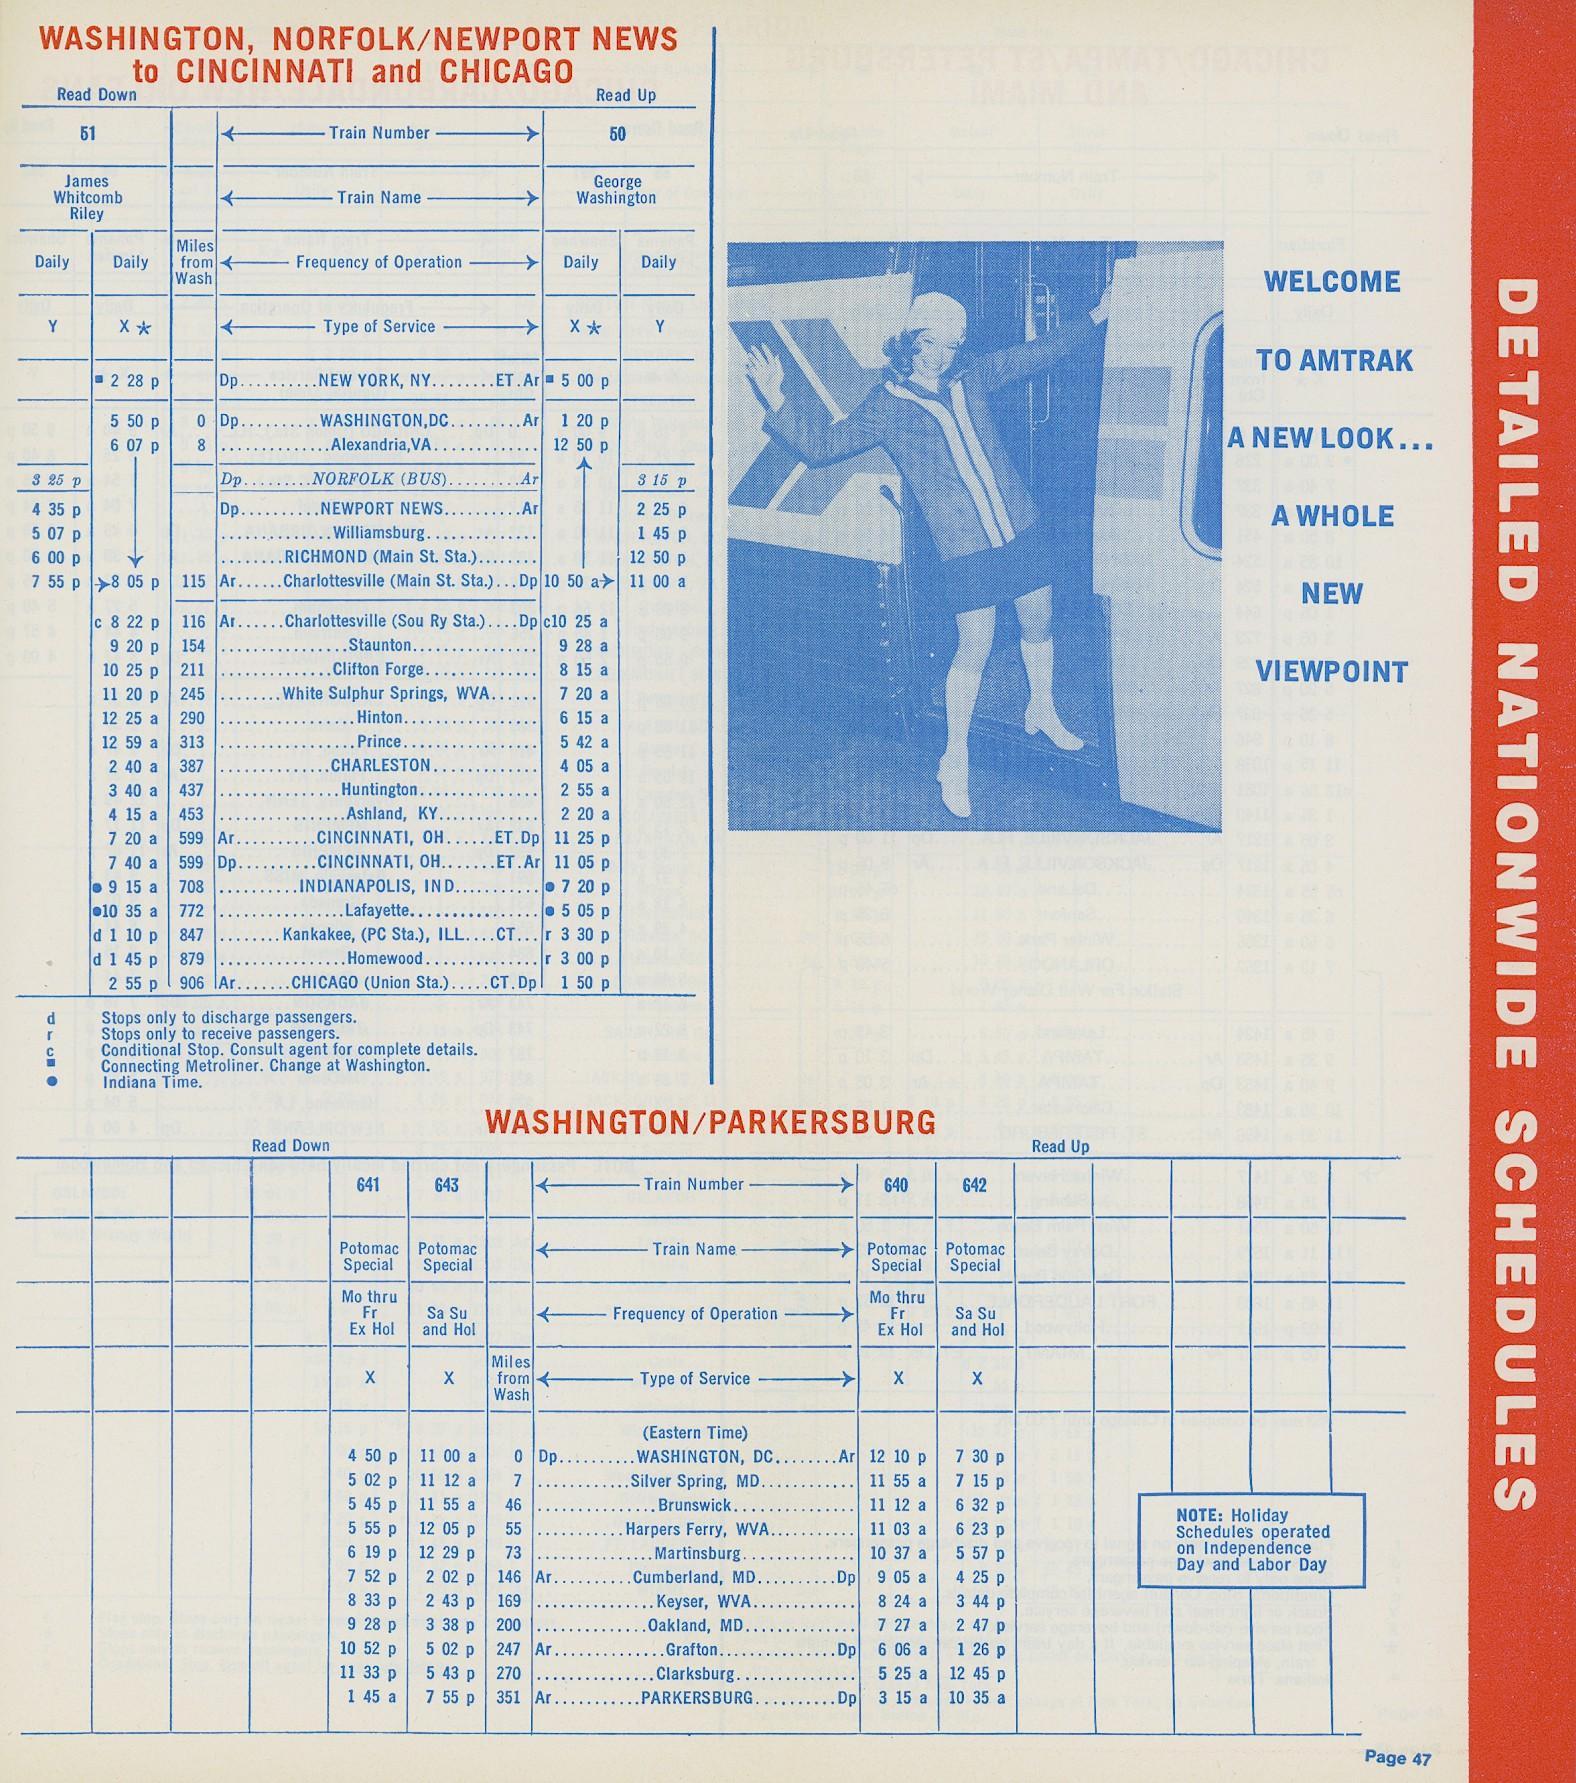 WASHINGTON, NORFOLK/NEWPORT NEWS
to CINCINNATI and CHICAGO
Read Down Read Up
51 Train Number 50
James Whitcomb Riley Train Name George Washington
Daily Daily Miles from Wash Frequency of Operation Daily Daily
Y X ☆ Type of Service X ☆ Y
■ 2 28 p Dp..........NEW YORK, NY........ET.Ar ■ 5 00 p
5 50 p 0 Dp..........WASHINGTON,DC.........Ar 1 20 p
6 07 p 8 ..............Alexandria,VA............. 12 50 p
3 25 p Dp.........NORFOLK (BUS).........Ar 3 15 p
4 35 p Dp..........NEWPORT NEWS.........Ar 2 25 p
5 07 p ..............Williamsburg.............. 1 45 p
6 00 p ........RICHMOND (Main St. Sta.)........ 12 50 p
7 55 p →8 05 p 115 Ar......Charlottesville (Main St. Sta.)...Dp 10 50 a→ 11 00 a
c 8 22 p 116 Ar......Charlottesville (Sou Ry Sta.)....Dp c10 25 a
9 20 p 154 ................Staunton................ 9 28 a
10 25 p 211 ..............Clifton Forge.............. 8 15 a
11 20 p 245 ........White Sulphur Springs, WVA...... 7 20 a
12 25 a 290 .................Hinton................. 6 15 a
12 59 a 313 .................Prince................. 5 42 a
2 40 a 387 ..............CHARLESTON.............. 4 05 a
3 40 a 437 ...............Huntington............... 2 55 a
4 15 a 453 ................Ashland, KY............. 2 20 a
7 20 a 599 Ar..........CINCINNATI, OH......ET.Dp 11 25 p
7 40 a 599 Dp..........CINCINNATI, OH.......ET.Ar 11 05 p
● 9 15 a 708 ..........INDIANAPOLIS, IND........... ● 7 20 p
●10 35 a 772 ................Lafayette................ ● 5 05 p
d 1 10 p 847 ........Kankakee, (PC Sta.), ILL....CT... r 3 30 p
d 1 45 p 879 ................Homewood............... r 3 00 p
2 55 p 906 Ar.......CHICAGO (Union Sta.).....CT.Dp 1 50 p
d Stops only to discharge passengers.
r Stops only to receive passengers.
c Conditional Stop. Consult agent for complete details.
■ Connecting Metroliner. Change at Washington.
● Indiana Time.
WELCOME
TO AMTRAK
A NEW LOOK...
A WHOLE
NEW
VIEWPOINT
DETAILED NATIONWIDE SCHEDULES
WASHINGTON/PARKERSBURG
Read Down Read Up
641 643 Train Number 640 642
Potomac Special Potomac Special Train Name Potomac Special Potomac Special
Mo thru Fr Ex Hol Sa Su and Hol Frequency of Operation Mo thru Fr Ex Hol Sa Su and Hol
X X Miles from Wash Type of Service X X
(Eastern Time)
4 50 p 11 00 a 0 Dp..........WASHINGTON, DC........Ar 12 10 p 7 30 p
5 02 p 11 12 a 7 ............Silver Spring, MD............ 11 55 a 7 15 p
5 45 p 11 55 a 46 ................Brunswick................ 11 12 a 6 32 p
5 55 p 12 05 p 55 ...........Harpers Ferry, WVA........... 11 03 a 6 23 p
6 19 p 12 29 p 73 ...............Martinsburg............... 10 37 a 5 57 p
7 52 p 2 02 p 146 Ar..........Cumberland, MD..........Dp 9 05 a 4 25 p
8 33 p 2 43 p 169 ...............Keyser, WVA.............. 8 24 a 3 44 p
9 28 p 3 38 p 200 ..............Oakland, MD.............. 7 27 a 2 47 p
10 52 p 5 02 p 247 Ar..............Grafton...............Dp 6 06 a 1 26 p
11 33 p 5 43 p 270 ...............Clarksburg................ 5 25 a 12 45 p
1 45 a 7 55 p 351 Ar...........PARKERSBURG..........Dp 3 15 a 10 35 a
NOTE: Holiday
Schedules operated
on Independence
Day and Labor Day
Page 47